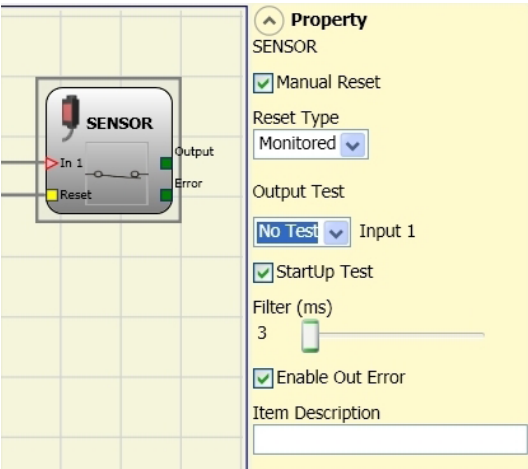 SENSOR
In 1
Output
Reset
Error
Property
SENSOR
Manual Reset
Reset Type
Monitored
Output Test
No Test Input 1
StartUp Test
Filter (ms)
3
Enable Out Error
Item Description